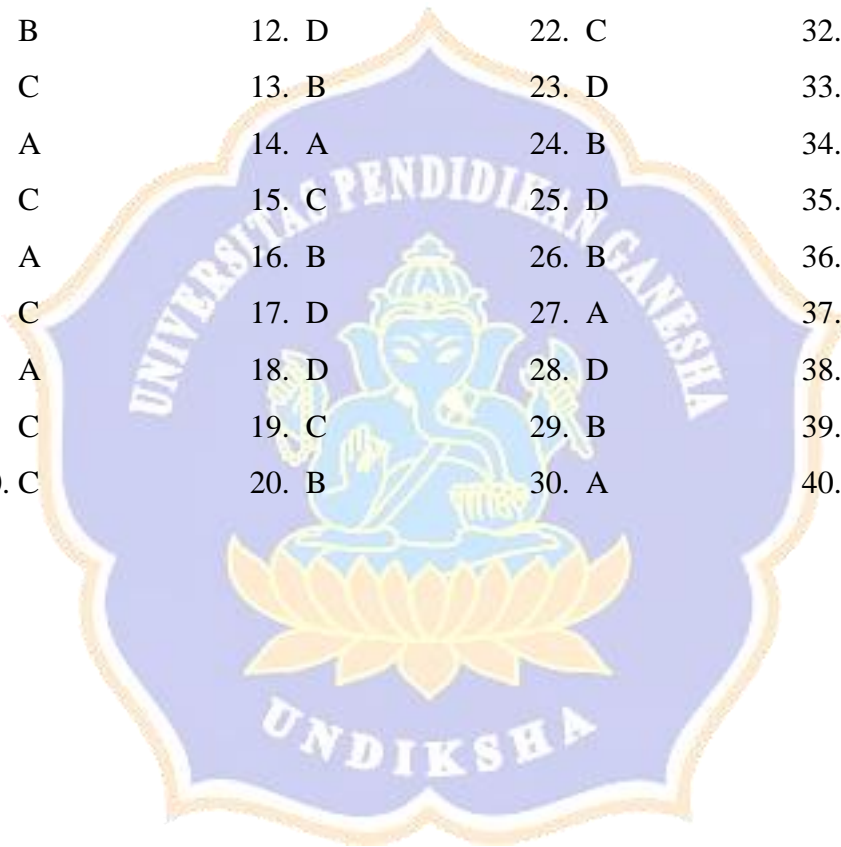 B 12. D 22. C 32.
C 13. B 23. D 33.
A 14. A 24. B 34.
C 15. C 25. D 35.
A 16. B 26. B 36.
C 17. D 27. A 37.
A 18. D 28. D 38.
C 19. C 29. B 39.
. C 20. B 30. A 40.
UNIVERSITAS PENDIDIKAN GANESHA
UNDIKSHA